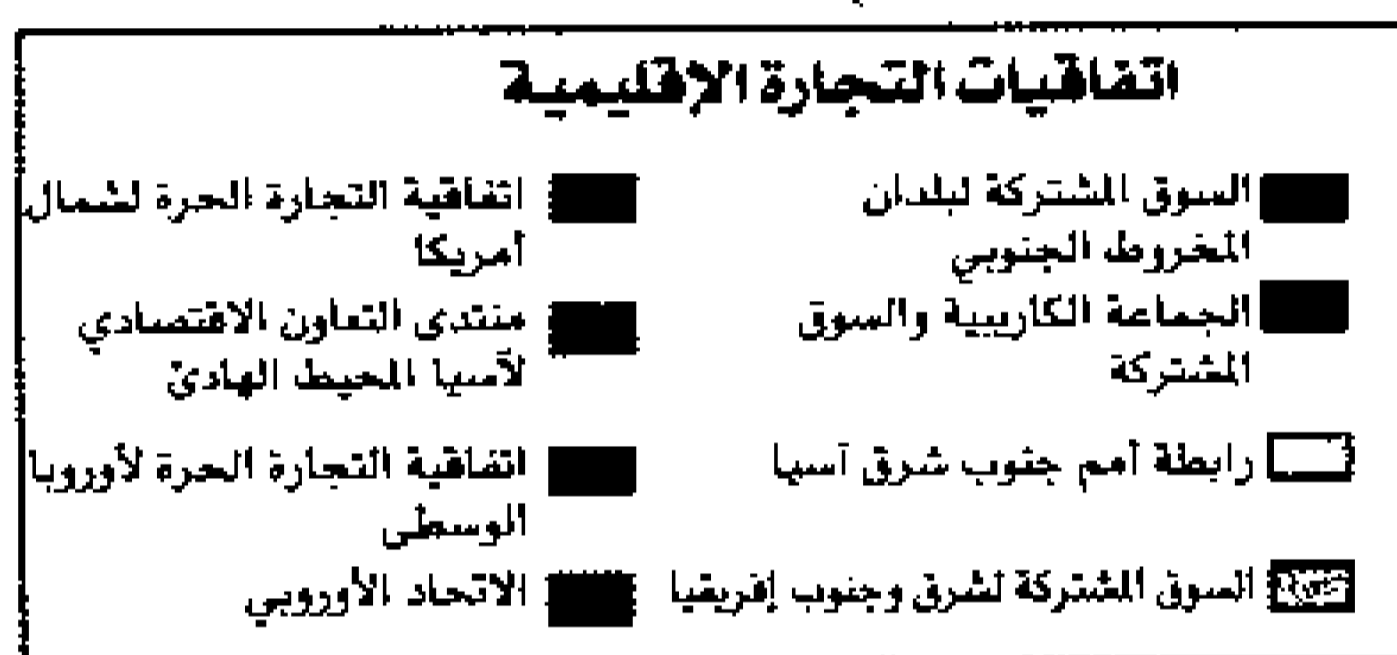 اتفاقيات التجارة الإقليمية
السوق المشتركة لبلدان
المخروط الجنوبي
الجماعة الكاريبية والسوق
المشتركة
رابطة أمم جنوب شرق آسيا
السوق المشتركة لشرق وجنوب إفريقيا
اتفاقية التجارة الحرة لشمال
أمريكا
منتدى التعاون الاقتصادي
لآسيا المحيط الهادئ
اتفاقية التجارة الحرة لأوروبا
الوسطى
الاتحاد الأوروبي